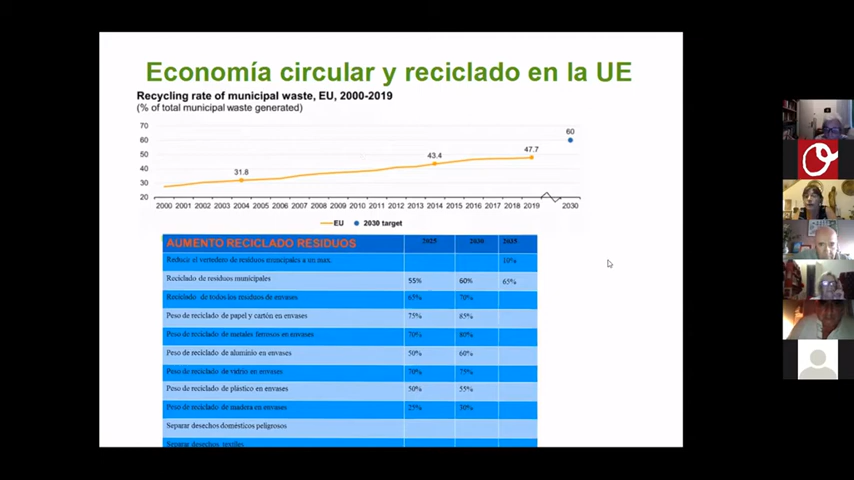 Economía circular y reciclado en la UE
Recycling rate of municipal waste, EU, 2000-2019
(% of total municipal waste generated)
70
60
50
40
30
20
31.8
43.4
47.7
60
2000 2001 2002 2003 2004 2005 2006 2007 2008 2009 2010 2011 2012 2013 2014 2015 2016 2017 2018 2019 2030
EU 2030 target
AUMENTO RECICLADO RESIDUOS 2025 2030 2035
Reducir el vertedero de residuos municipales a un max. 10%
Reciclado de residuos municipales 55% 60% 65%
Reciclado de todos los residuos de envases 65% 70%
Peso de reciclado de papel y cartón en envases 75% 85%
Peso de reciclado de metales ferrosos en envases 70% 80%
Peso de reciclado de aluminio en envases 50% 60%
Peso de reciclado de vidrio en envases 70% 75%
Peso de reciclado de plástico en envases 50% 55%
Peso de reciclado de madera en envases 25% 30%
Separar desechos domésticos peligrosos
Separar desechos textiles